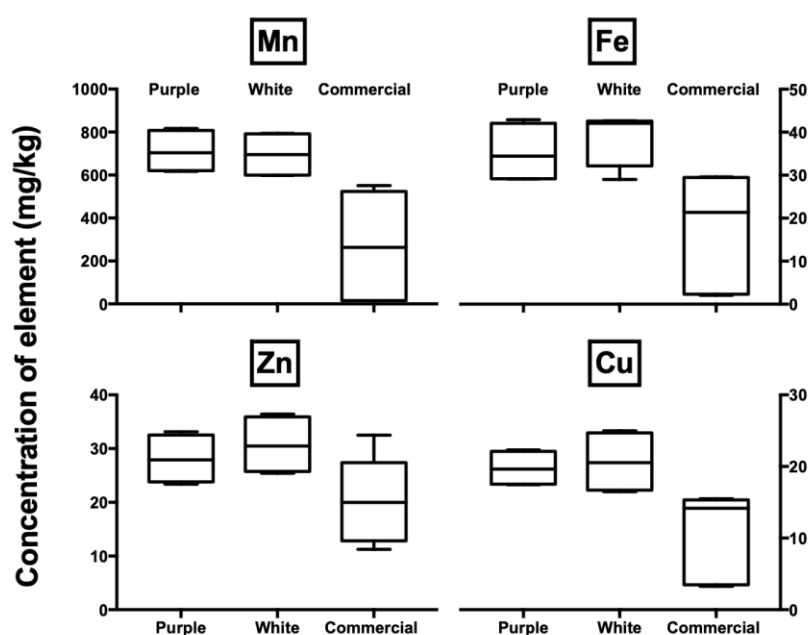 Mn
Fe
Purple White Commercial
Purple White Commercial
1000
800
600
400
200
0
50
40
30
20
10
0
Concentration of element (mg/kg)
Zn
Cu
40
30
20
10
0
30
20
10
0
Purple White Commercial
Purple White Commercial